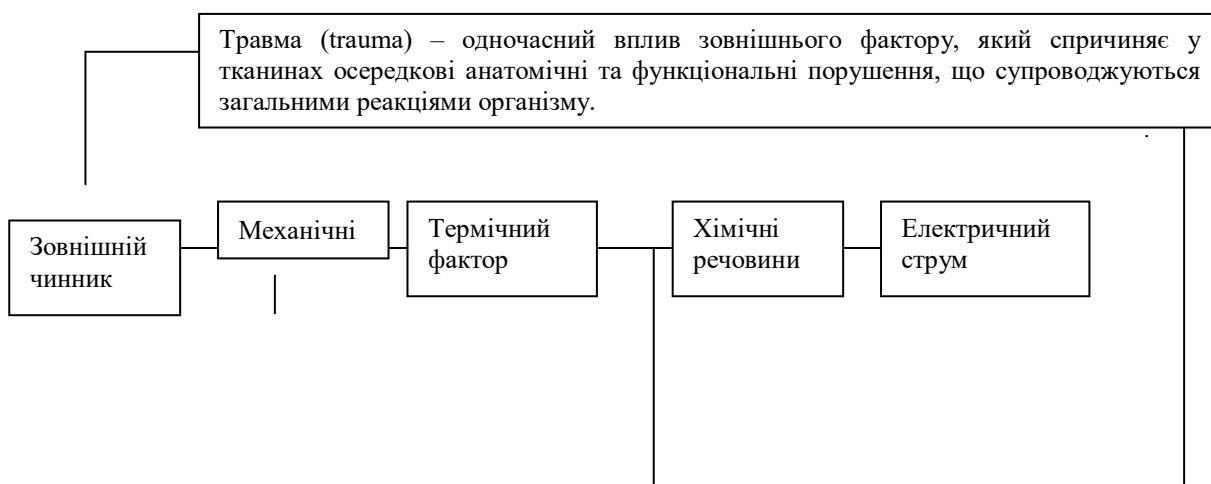 Травма (trauma) – одночасний вплив зовнішнього фактору, який спричиняє у
тканинах осередкові анатомічні та функціональні порушення, що супроводжуються
загальними реакціями організму.
Зовнішній
чинник
Механічні
Термічний
фактор
Хімічні
речовини
Електричний
струм